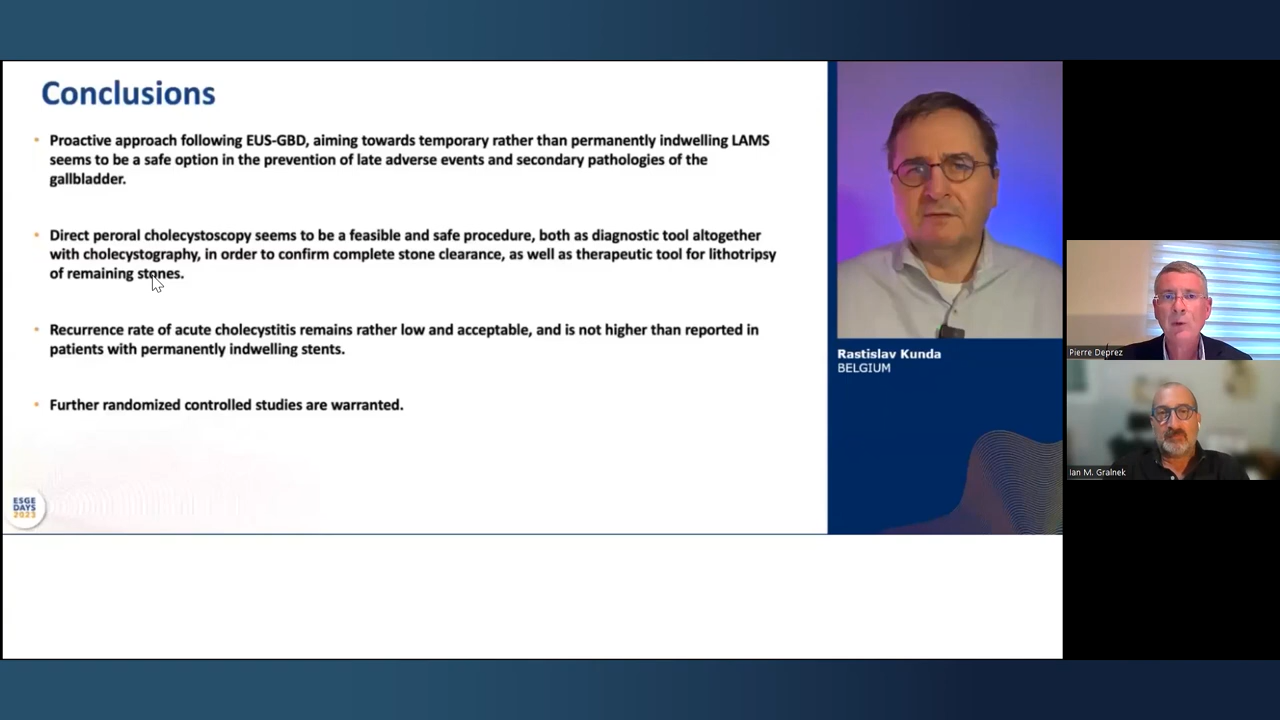 Conclusions
• Proactive approach following EUS-GBD, aiming towards temporary rather than permanently indwelling LAMS
seems to be a safe option in the prevention of late adverse events and secondary pathologies of the
gallbladder.
• Direct peroral cholecystoscopy seems to be a feasible and safe procedure, both as diagnostic tool altogether
with cholecystography, in order to confirm complete stone clearance, as well as therapeutic tool for lithotripsy
of remaining stones.
• Recurrence rate of acute cholecystitis remains rather low and acceptable, and is not higher than reported in
patients with permanently indwelling stents.
• Further randomized controlled studies are warranted.
ESGE
DAYS
2023
Rastislav Kunda
BELGIUM
Pierre Deprez
Ian M. Gralnek